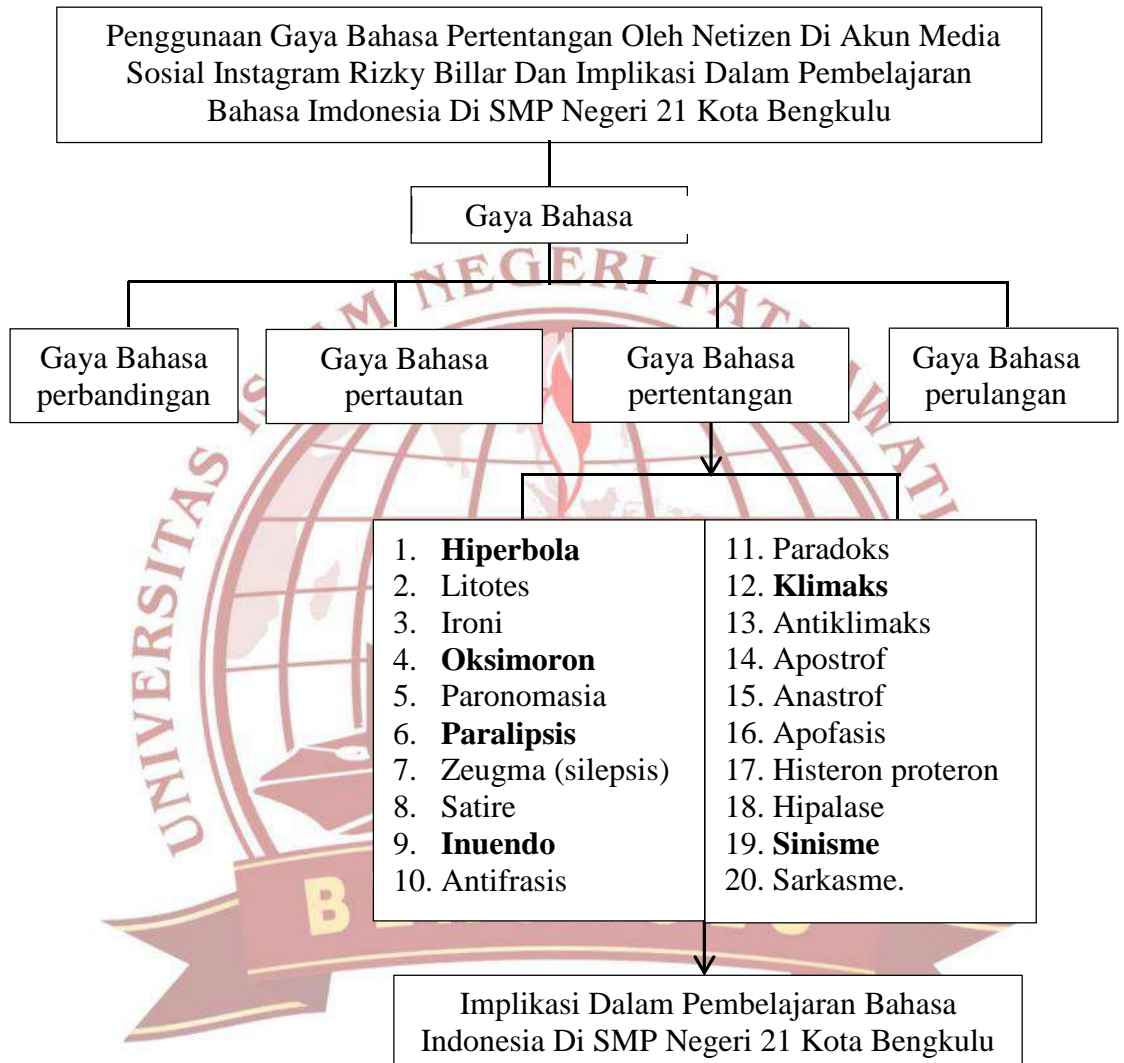 Penggunaan Gaya Bahasa Pertentangan Oleh Netizen Di Akun Media
Sosial Instagram Rizky Billar Dan Implikasi Dalam Pembelajaran
Bahasa Imdonesia Di SMP Negeri 21 Kota Bengkulu
Gaya Bahasa
Gaya Bahasa
perbandingan
Gaya Bahasa
pertautan
Gaya Bahasa
pertentangan
Gaya Bahasa
perulangan
1. Hiperbola
2. Litotes
3. Ironi
4. Oksimoron
5. Paronomasia
6. Paralipsis
7. Zeugma (silepsis)
8. Satire
9. Inuendo
10. Antifrasis
11. Paradoks
12. Klimaks
13. Antiklimaks
14. Apostrof
15. Anastrof
16. Apofasis
17. Histeron proteron
18. Hipalase
19. Sinisme
20. Sarkasme.
Implikasi Dalam Pembelajaran Bahasa
Indonesia Di SMP Negeri 21 Kota Bengkulu
UNIVERSITAS NEGERI